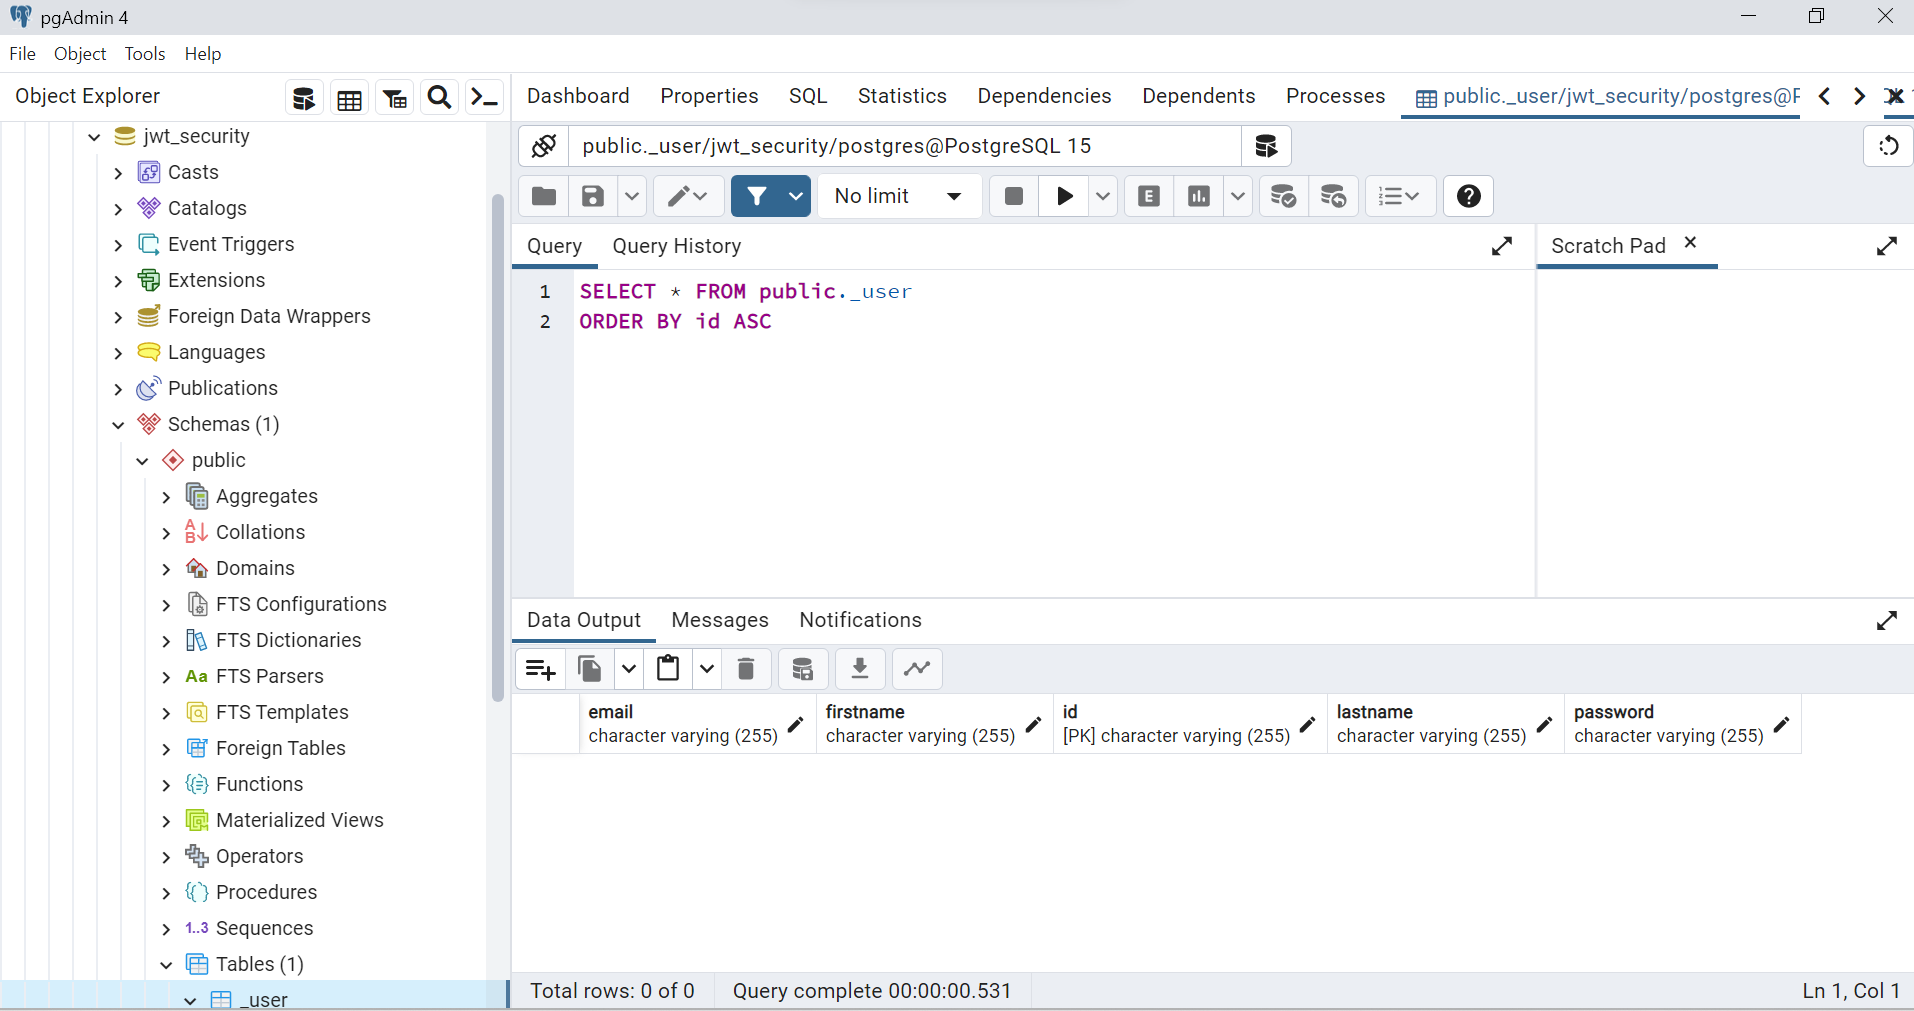 pgAdmin 4
File Object Tools Help
Object Explorer
Dashboard Properties SQL Statistics Dependencies Dependents Processes public._user/jwt_security/postgres@P
jwt_security
Casts
Catalogs
Event Triggers
Extensions
Foreign Data Wrappers
Languages
Publications
Schemas (1)
public
Aggregates
Collations
Domains
FTS Configurations
FTS Dictionaries
Aa FTS Parsers
FTS Templates
Foreign Tables
Functions
Materialized Views
Operators
Procedures
1..3 Sequences
Tables (1)
_user
public._user/jwt_security/postgres@PostgreSQL 15
No limit
E
Query Query History
Scratch Pad
1 SELECT * FROM public._user
2 ORDER BY id ASC
Data Output Messages Notifications
email firstname id lastname password
character varying (255) character varying (255) [PK] character varying (255) character varying (255) character varying (255)
Total rows: 0 of 0 Query complete 00:00:00.531 Ln 1, Col 1